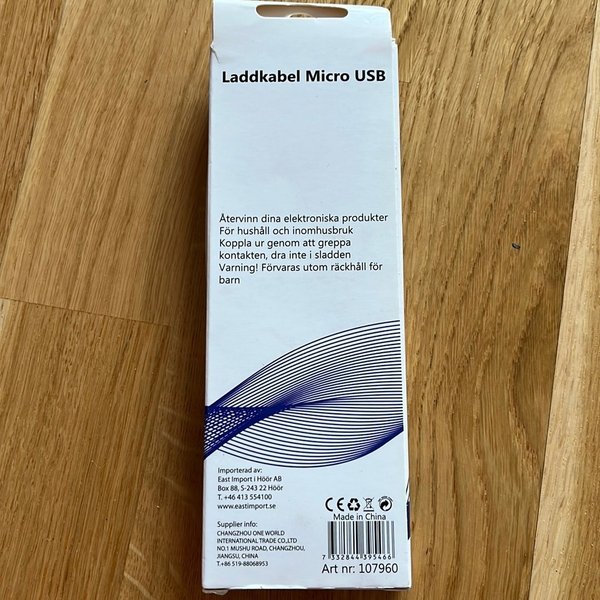 Laddkabel Micro USB
Återvinn dina elektroniska produkter
För hushåll och inomhusbruk
Koppla ur genom att greppa
kontakten, dra inte i sladden
Varning! Förvaras utom räckhåll för
barn
Importerad av:
East Import i Höör AB
Box 88, S-243 22 Höör
T. +46 413 554100
www.eastimport.se
Supplier info:
CHANGZHOU ONE WORLD
INTERNATIONAL TRADE CO.,LTD
NO.1 MUSHU ROAD, CHANGZHOU,
JIANGSU, CHINA
T.+86 519-88068953
CE
Made in China
7 332844 395466
Art nr: 107960